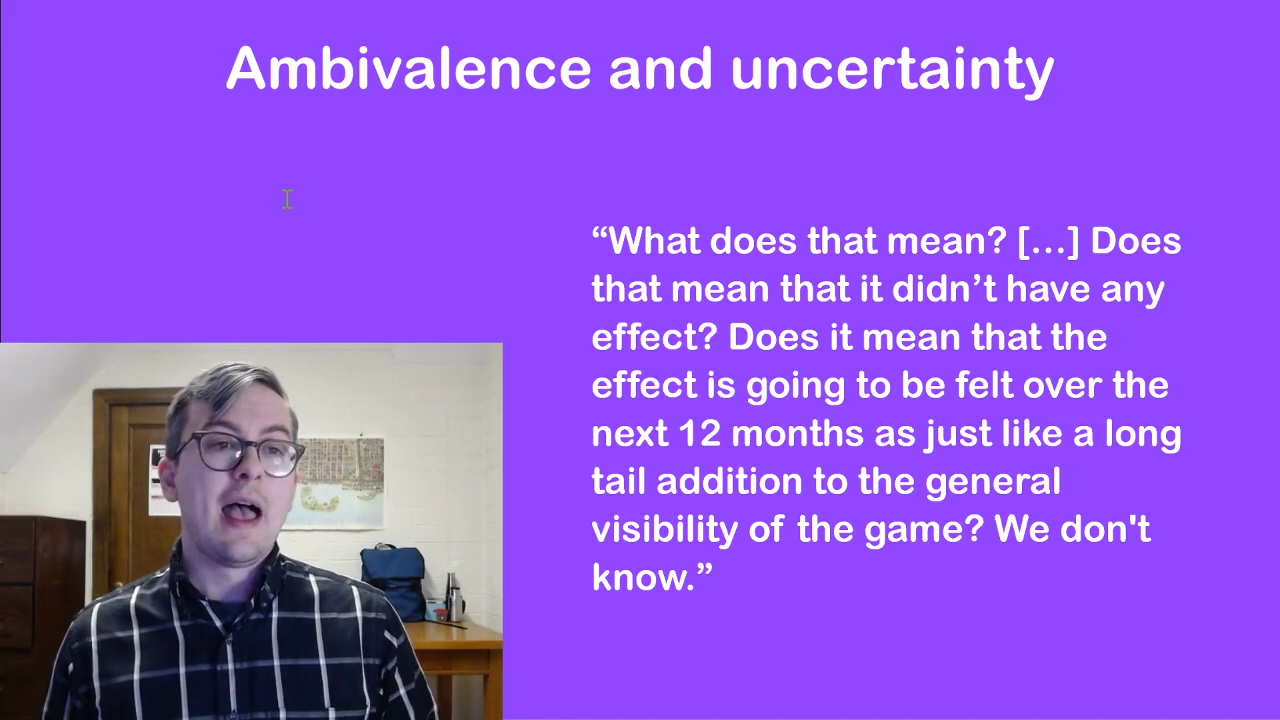 Ambivalence and uncertainty
“What does that mean? […] Does
that mean that it didn’t have any
effect? Does it mean that the
effect is going to be felt over the
next 12 months as just like a long
tail addition to the general
visibility of the game? We don't
know.”